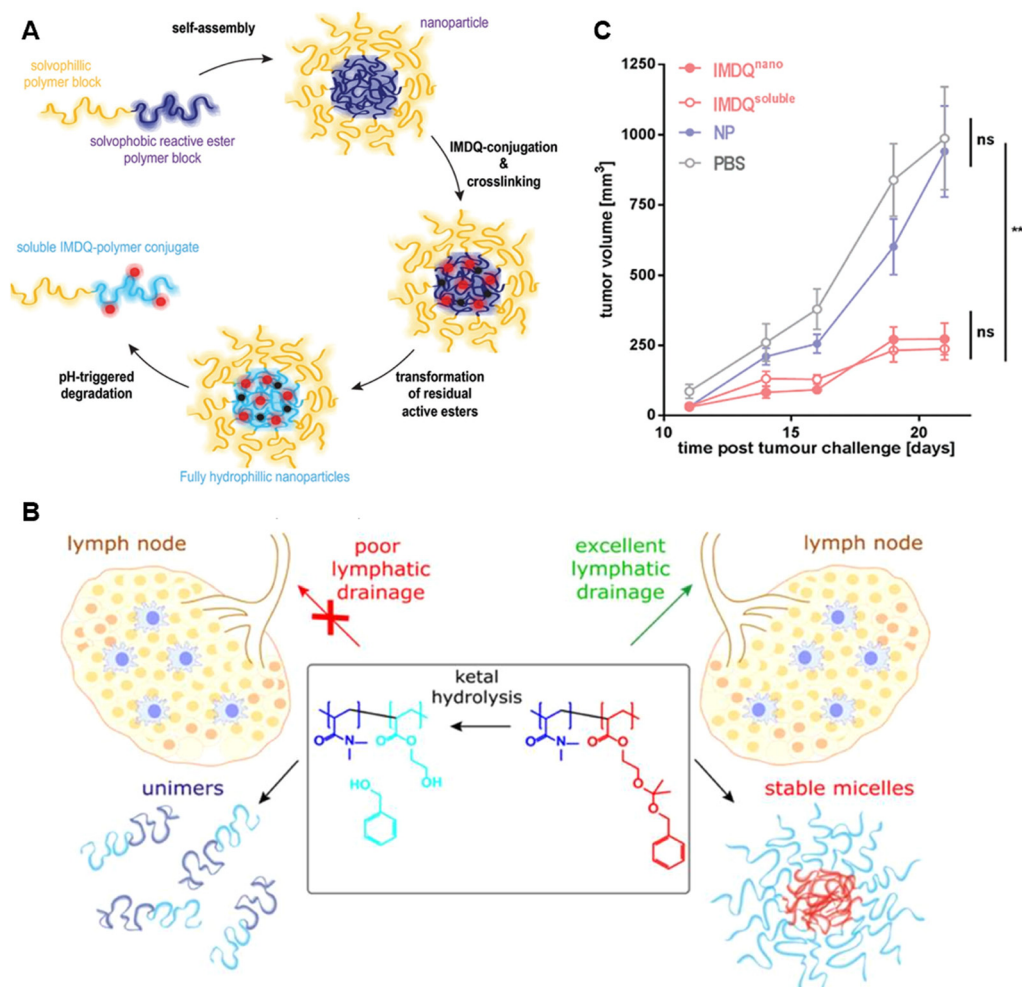 A
self-assembly
nanoparticle
solvophillic
polymer block
solvophobic reactive ester
polymer block
IMDQ-conjugation
&
crosslinking
soluble IMDQ-polymer conjugate
pH-triggered
degradation
transformation
of residual
active esters
Fully hydrophillic nanoparticles
C
1250
1000
750
500
250
0
tumor volume [mm³]
IMDQnano
IMDQsoluble
NP
PBS
ns
**
ns
10
15
20
time post tumour challenge [days]
B
lymph node
poor
lymphatic
drainage
excellent
lymphatic
drainage
lymph node
ketal
hydrolysis
O
N
O
O
OH
HO
O
N
O
O
O
O
unimers
stable micelles